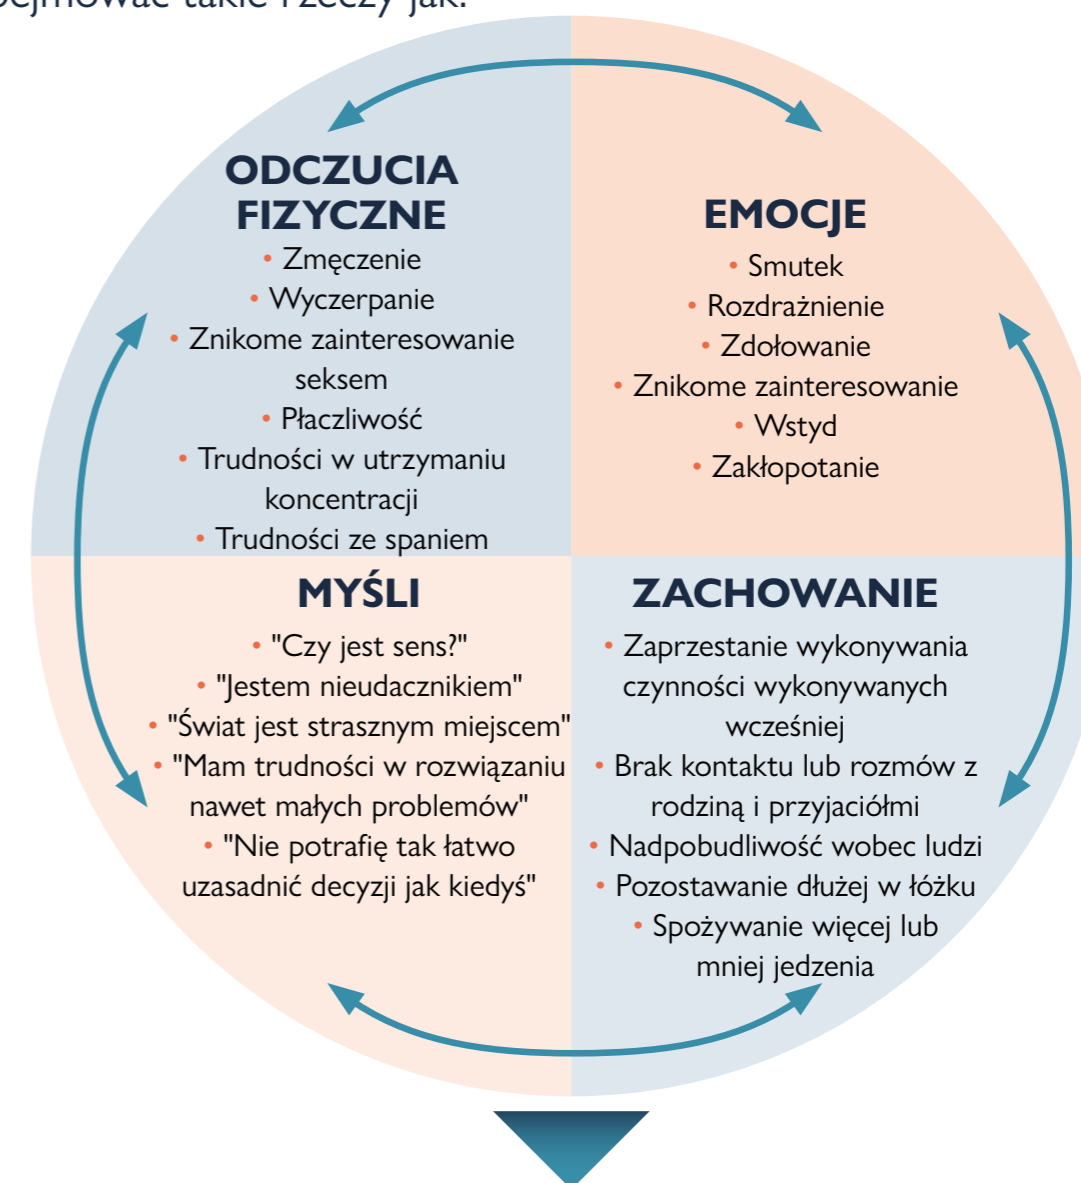 takie rzeczy jak:
ODCZUCIA
FIZYCZNE
• Zmęczenie
• Wyczerpanie
• Znikome zainteresowanie
seksem
• Płaczliwość
• Trudności w utrzymaniu
koncentracji
• Trudności ze spaniem
EMOCJE
• Smutek
• Rozdrażnienie
• Zdołowanie
• Znikome zainteresowanie
• Wstyd
• Zakłopotanie
MYŚLI
• "Czy jest sens?"
• "Jestem nieudacznikiem"
• "Świat jest strasznym miejscem"
• "Mam trudności w rozwiązaniu
nawet małych problemów"
• "Nie potrafię tak łatwo
uzasadnić decyzji jak kiedyś"
ZACHOWANIE
• Zaprzestanie wykonywania
czynności wykonywanych
wcześniej
• Brak kontaktu lub rozmów z
rodziną i przyjaciółmi
• Nadpobudliwość wobec ludzi
• Pozostawanie dłużej w łóżku
• Spożywanie więcej lub
mniej jedzenia